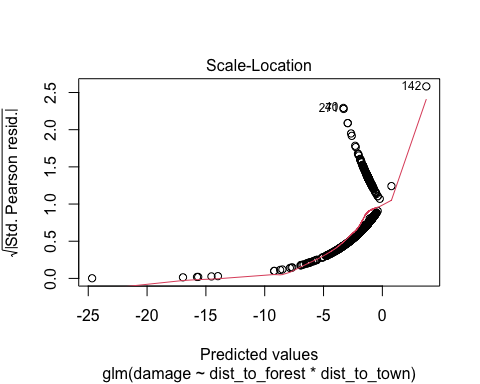 Scale-Location
√|Std. Pearson resid.|
2.5
2.0
1.5
1.0
0.5
0.0
142
-25 -20 -15 -10 -5 0
Predicted values
glm(damage ~ dist_to_forest * dist_to_town)